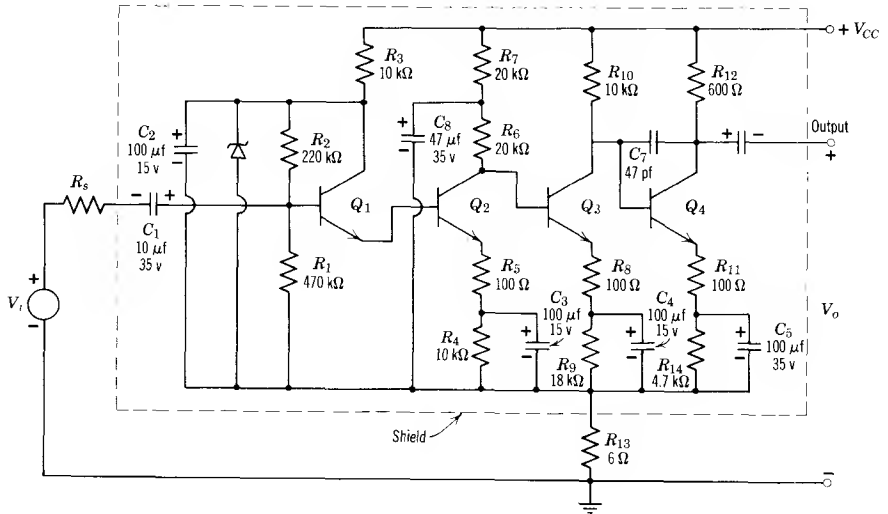 + V_CC
R_3
10 kΩ
R_7
20 kΩ
R_10
10 kΩ
R_12
600 Ω
C_2
100 μf
15 v
R_2
220 kΩ
C_8
47 μf
35 v
R_6
20 kΩ
C_7
47 pf
Output
R_s
C_1
10 μf
35 v
Q_1
Q_2
Q_3
Q_4
R_1
470 kΩ
R_5
100 Ω
R_8
100 Ω
R_11
100 Ω
V_i
V_o
C_3
100 μf
15 v
C_4
100 μf
15 v
C_5
100 μf
35 v
R_4
10 kΩ
R_9
18 kΩ
R_14
4.7 kΩ
Shield
R_13
6 Ω